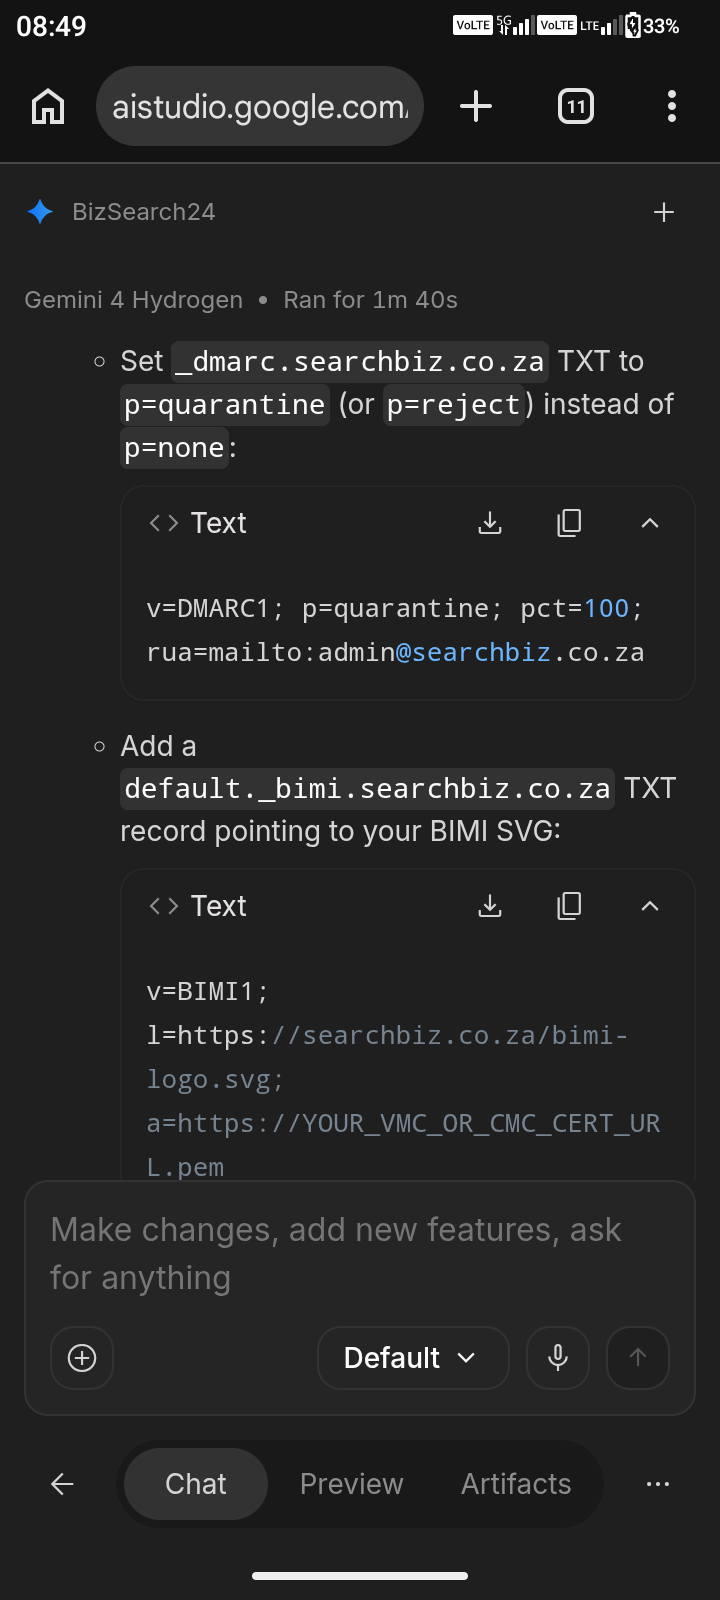 08:49
VoLTE 5G VoLTE LTE 33%
aistudio.google.com/
11
BizSearch24
Gemini 4 Hydrogen • Ran for 1m 40s
Set _dmarc.searchbiz.co.za TXT to
p=quarantine (or p=reject) instead of
p=none:
Text
v=DMARC1; p=quarantine; pct=100;
rua=mailto:admin@searchbiz.co.za
Add a
default._bimi.searchbiz.co.za TXT
record pointing to your BIMI SVG:
Text
v=BIMI1;
l=https://searchbiz.co.za/bimi-
logo.svg;
a=https://YOUR_VMC_OR_CMC_CERT_UR
L.pem
Make changes, add new features, ask
for anything
Default
Chat Preview Artifacts